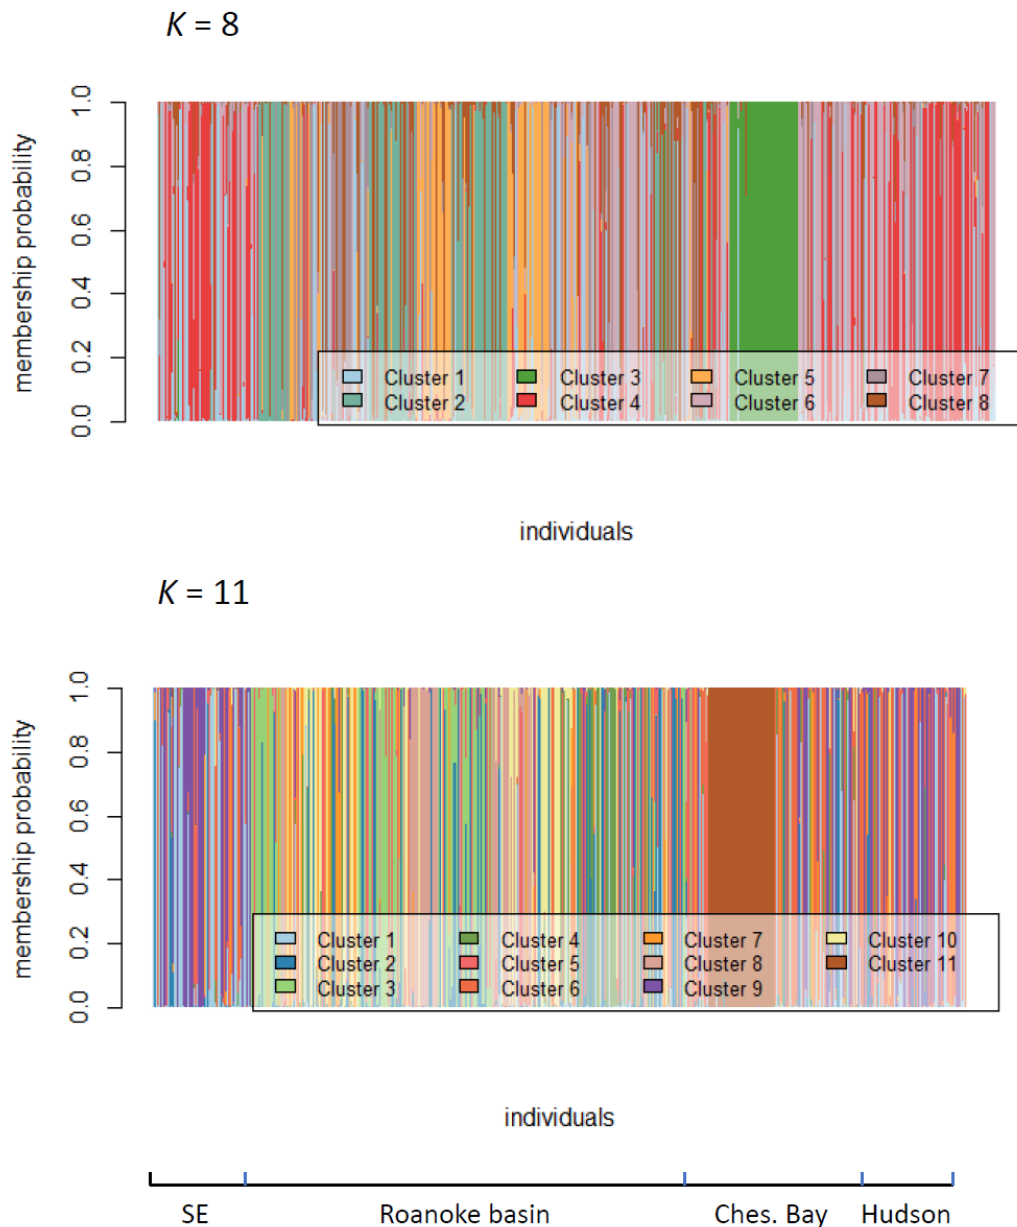 K = 8
membership probability
1.0
0.8
0.6
0.4
0.2
0.0
Cluster 1 Cluster 3 Cluster 5 Cluster 7
Cluster 2 Cluster 4 Cluster 6 Cluster 8
individuals
K = 11
membership probability
1.0
0.8
0.6
0.4
0.2
0.0
Cluster 1 Cluster 4 Cluster 7 Cluster 10
Cluster 2 Cluster 5 Cluster 8 Cluster 11
Cluster 3 Cluster 6 Cluster 9
individuals
SE Roanoke basin Ches. Bay Hudson